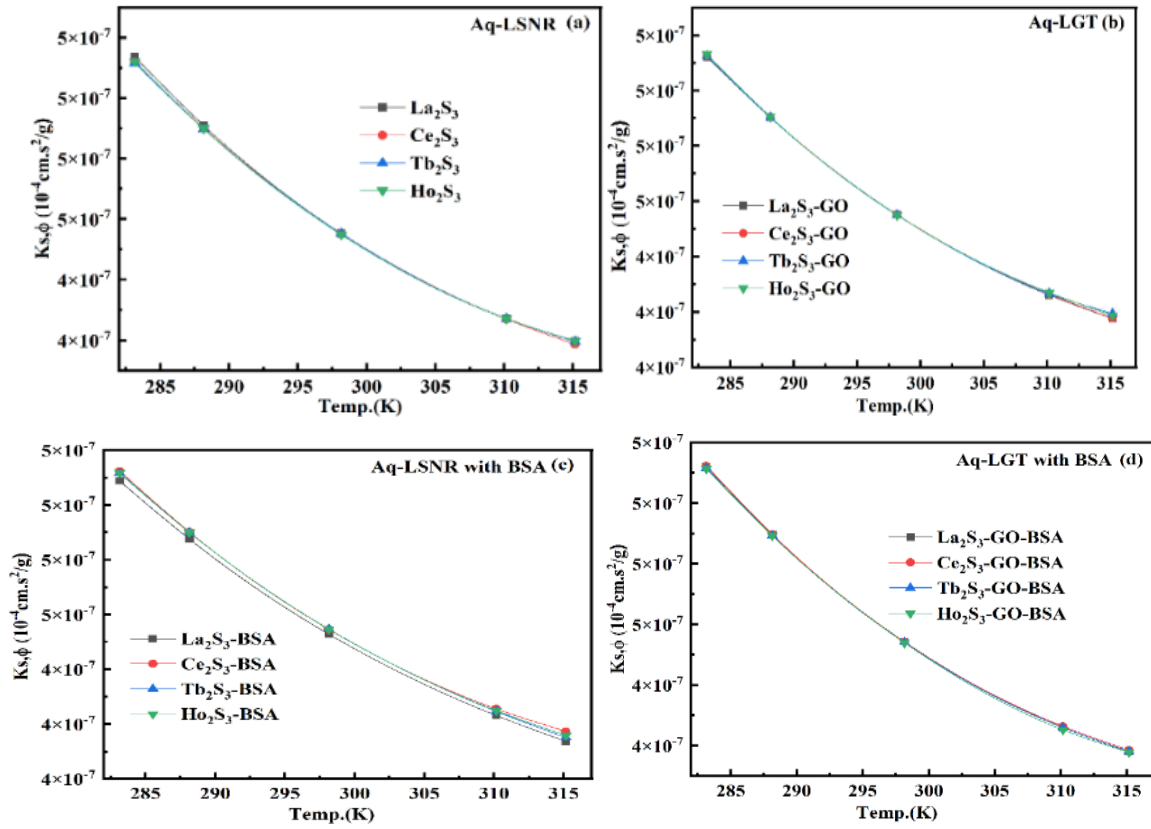 Aq-LSNR (a)
5×10⁻⁷
5×10⁻⁷
5×10⁻⁷
5×10⁻⁷
4×10⁻⁷
4×10⁻⁷
Ks,ϕ (10⁻⁴cm.s²/g)
La₂S₃
Ce₂S₃
Tb₂S₃
Ho₂S₃
285 290 295 300 305 310 315
Temp.(K)
Aq-LGT (b)
5×10⁻⁷
5×10⁻⁷
5×10⁻⁷
5×10⁻⁷
4×10⁻⁷
4×10⁻⁷
4×10⁻⁷
Ks,ϕ (10⁻⁴cm.s²/g)
La₂S₃-GO
Ce₂S₃-GO
Tb₂S₃-GO
Ho₂S₃-GO
285 290 295 300 305 310 315
Temp.(K)
Aq-LSNR with BSA (c)
5×10⁻⁷
5×10⁻⁷
5×10⁻⁷
5×10⁻⁷
4×10⁻⁷
4×10⁻⁷
4×10⁻⁷
Ks,ϕ (10⁻⁴cm.s²/g)
La₂S₃-BSA
Ce₂S₃-BSA
Tb₂S₃-BSA
Ho₂S₃-BSA
285 290 295 300 305 310 315
Temp.(K)
Aq-LGT with BSA (d)
5×10⁻⁷
5×10⁻⁷
5×10⁻⁷
5×10⁻⁷
4×10⁻⁷
4×10⁻⁷
Ks,ϕ (10⁻⁴cm.s²/g)
La₂S₃-GO-BSA
Ce₂S₃-GO-BSA
Tb₂S₃-GO-BSA
Ho₂S₃-GO-BSA
285 290 295 300 305 310 315
Temp.(K)